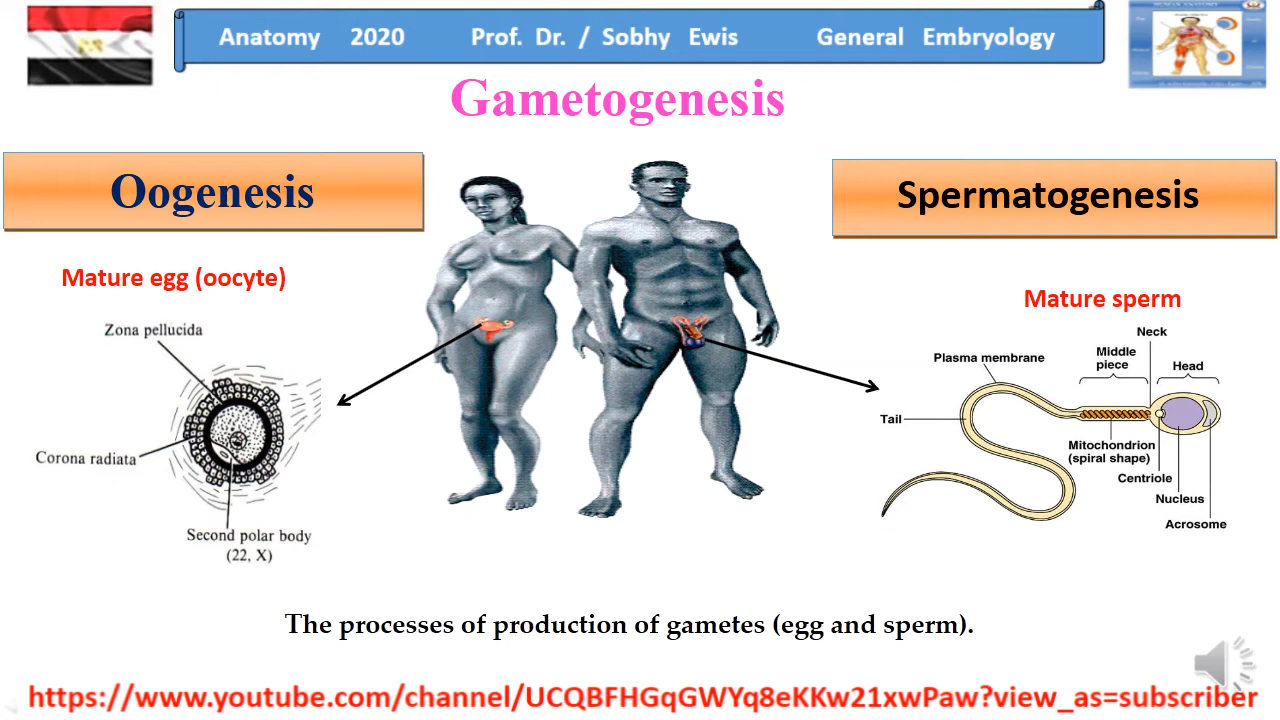 Anatomy 2020 Prof. Dr. / Sobhy Ewis General Embryology
Gametogenesis
Oogenesis
Spermatogenesis
Mature egg (oocyte)
Zona pellucida
Corona radiata
Second polar body
(22, X)
Mature sperm
Neck
Middle
piece
Head
Plasma membrane
Tail
Mitochondrion
(spiral shape)
Centriole
Nucleus
Acrosome
The processes of production of gametes (egg and sperm).
https://www.youtube.com/channel/UCQBFHGqGWYq8eKKw21xwPaw?view_as=subscriber